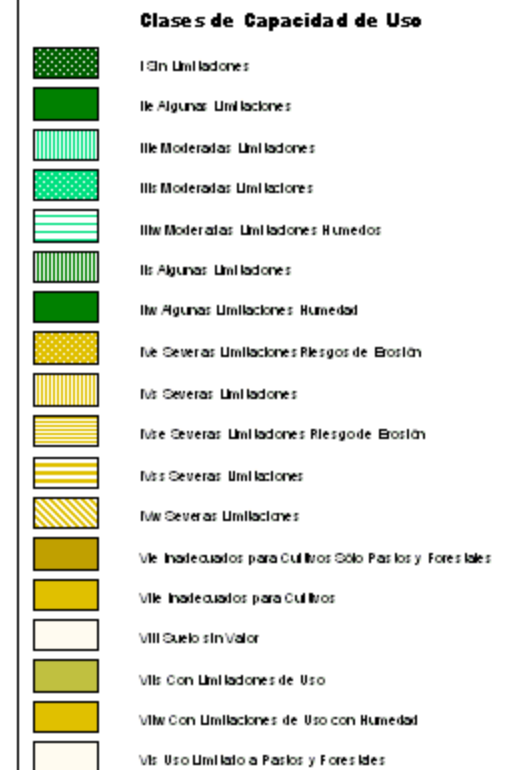 Clases de Capacidad de Uso
I Sin Limitaciones
IIe Algunas Limitaciones
IIIe Moderadas Limitaciones
IIIs Moderadas Limitaciones
IIIw Moderadas Limitaciones Humedos
IIs Algunas Limitaciones
IIw Algunas Limitaciones Humedad
IVe Severas Limitaciones Riesgos de Erosión
IVs Severas Limitaciones
IVse Severas Limitaciones Riesgo de Erosión
IVss Severas Limitaciones
IVw Severas Limitaciones
VIe Inadecuados para Cultivos Sólo Pastos y Forestales
VIIe Inadecuados para Cultivos
VIII Suelo sin Valor
VIIs Con Limitaciones de Uso
VIIw Con Limitaciones de Uso con Humedad
VIs Uso Limitado a Pastos y Forestales